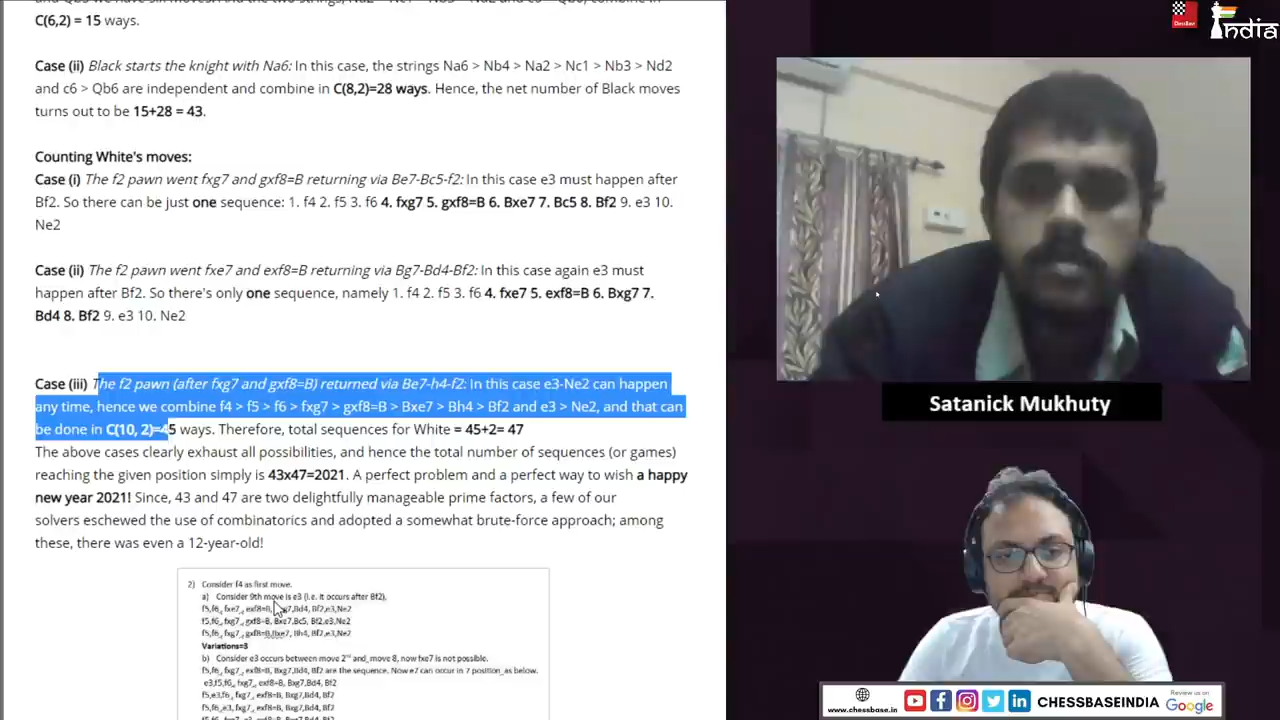 C(6,2) = 15 ways.
Case (ii) Black starts the knight with Na6: In this case, the strings Na6 > Nb4 > Na2 > Nc1 > Nb3 > Nd2
and c6 > Qb6 are independent and combine in C(8,2)=28 ways. Hence, the net number of Black moves
turns out to be 15+28 = 43.
Counting White's moves:
Case (i) The f2 pawn went fxg7 and gxf8=B returning via Be7-Bc5-f2: In this case e3 must happen after
Bf2. So there can be just one sequence: 1. f4 2. f5 3. f6 4. fxg7 5. gxf8=B 6. Bxe7 7. Bc5 8. Bf2 9. e3 10.
Ne2
Case (ii) The f2 pawn went fxe7 and exf8=B returning via Bg7-Bd4-Bf2: In this case again e3 must
happen after Bf2. So there's only one sequence, namely 1. f4 2. f5 3. f6 4. fxe7 5. exf8=B 6. Bxg7 7.
Bd4 8. Bf2 9. e3 10. Ne2
Case (iii) The f2 pawn (after fxg7 and gxf8=B) returned via Be7-h4-f2: In this case e3-Ne2 can happen
any time, hence we combine f4 > f5 > f6 > fxg7 > gxf8=B > Bxe7 > Bh4 > Bf2 and e3 > Ne2, and that can
be done in C(10, 2)=45 ways. Therefore, total sequences for White = 45+2= 47
The above cases clearly exhaust all possibilities, and hence the total number of sequences (or games)
reaching the given position simply is 43x47=2021. A perfect problem and a perfect way to wish a happy
new year 2021! Since, 43 and 47 are two delightfully manageable prime factors, a few of our
solvers eschewed the use of combinatorics and adopted a somewhat brute-force approach; among
these, there was even a 12-year-old!
2) Consider f4 as first move.
a) Consider 9th move is e3 (i.e. it occurs after Bf2),
Variations=3
b) Consider e3 occurs between move 2nd and move 8, now fxe7 is not possible.
India
Satanick Mukhuty
www.chessbase.in
CHESSBASEINDIA
Review us on
Google